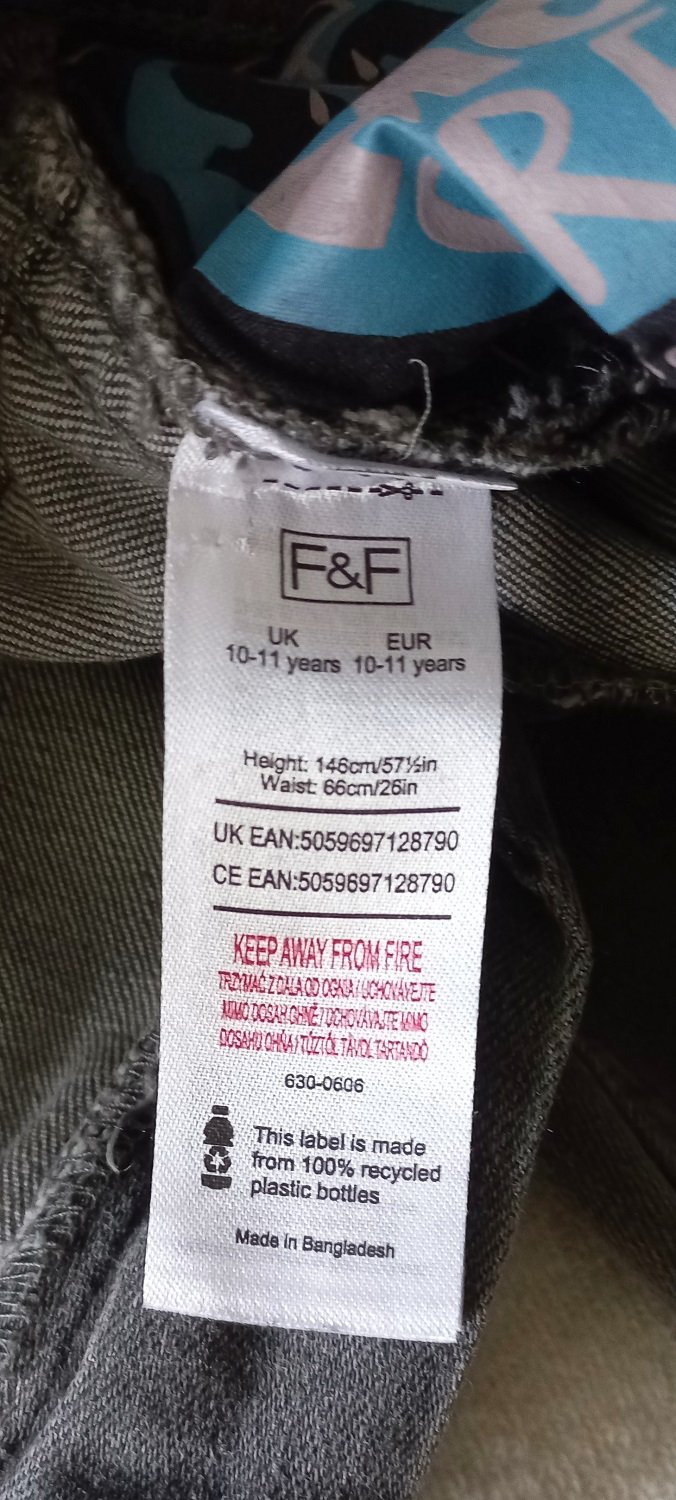 F&F
UK EUR
10-11 years 10-11 years
Height: 146cm/57½in
Waist: 66cm/26in
UK EAN:5059697128790
CE EAN:5059697128790
KEEP AWAY FROM FIRE
TRZYMAĆ Z DALA OD OGNIA / UCHOVÁVEJTE
MIMO DOSAH OHNĚ / UCHOVÁVAJTE MIMO
DOSAHU OHŇA / TŰZTŐL TÁVOL TARTANDÓ
630-0606
This label is made
from 100% recycled
plastic bottles
Made in Bangladesh